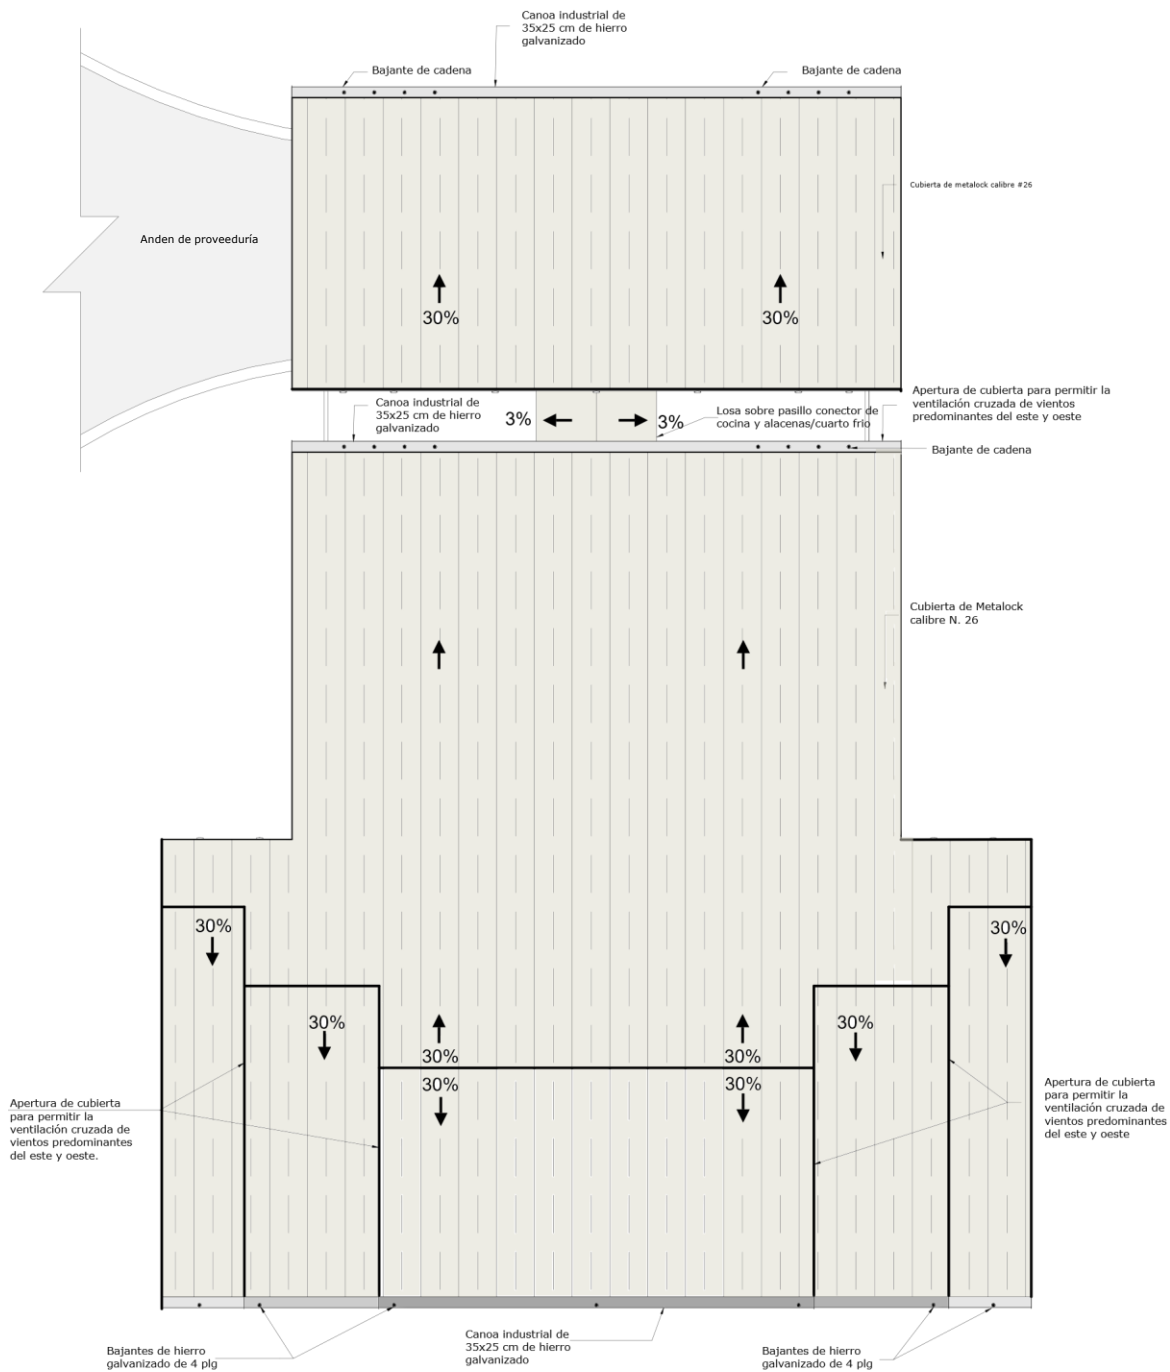 Canoa industrial de
35x25 cm de hierro
galvanizado
Bajante de cadena
Bajante de cadena
Cubierta de metalock calibre #26
Anden de proveeduría
30%
30%
Canoa industrial de
35x25 cm de hierro
galvanizado
3%
3%
Losa sobre pasillo conector de
cocina y alacenas/cuarto frio
Apertura de cubierta para permitir la
ventilación cruzada de vientos
predominantes del este y oeste
Bajante de cadena
Cubierta de Metalock
calibre N. 26
30%
30%
30%
30%
30%
30%
30%
30%
Apertura de cubierta
para permitir la
ventilación cruzada de
vientos predominantes
del este y oeste.
Apertura de cubierta
para permitir la
ventilación cruzada de
vientos predominantes
del este y oeste
Bajantes de hierro
galvanizado de 4 plg
Canoa industrial de
35x25 cm de hierro
galvanizado
Bajantes de hierro
galvanizado de 4 plg